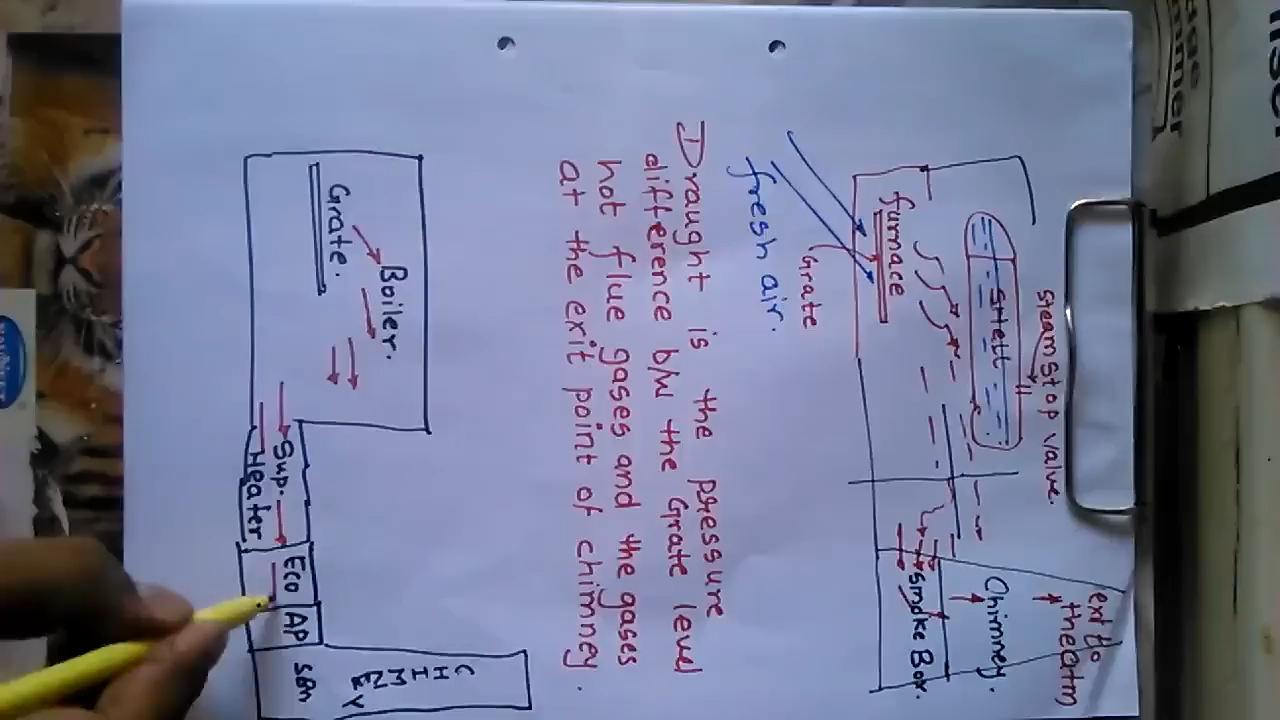 steam stop valve.
shell
furnace
Grate
fresh air.
ext to
the atm
Chimney.
smoke Box.
Draught is the pressure
difference b/w the Grate level
hot flue gases and the gases
at the exit point of chimney.
Boiler.
Grate.
Sup.
Heater
Eco
AP
CHIMNEY